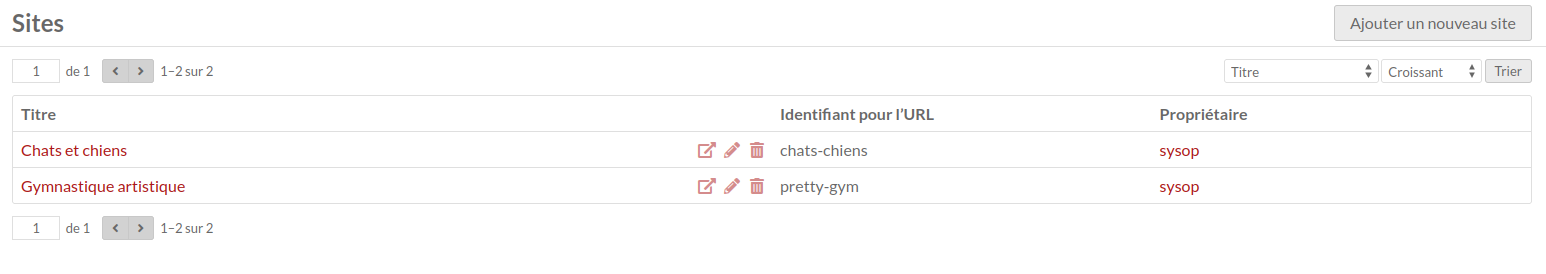 Sites
Ajouter un nouveau site
1 de 1 1–2 sur 2 Titre Croissant Trier
Titre Identifiant pour l'URL Propriétaire
Chats et chiens chats-chiens sysop
Gymnastique artistique pretty-gym sysop
1 de 1 1–2 sur 2